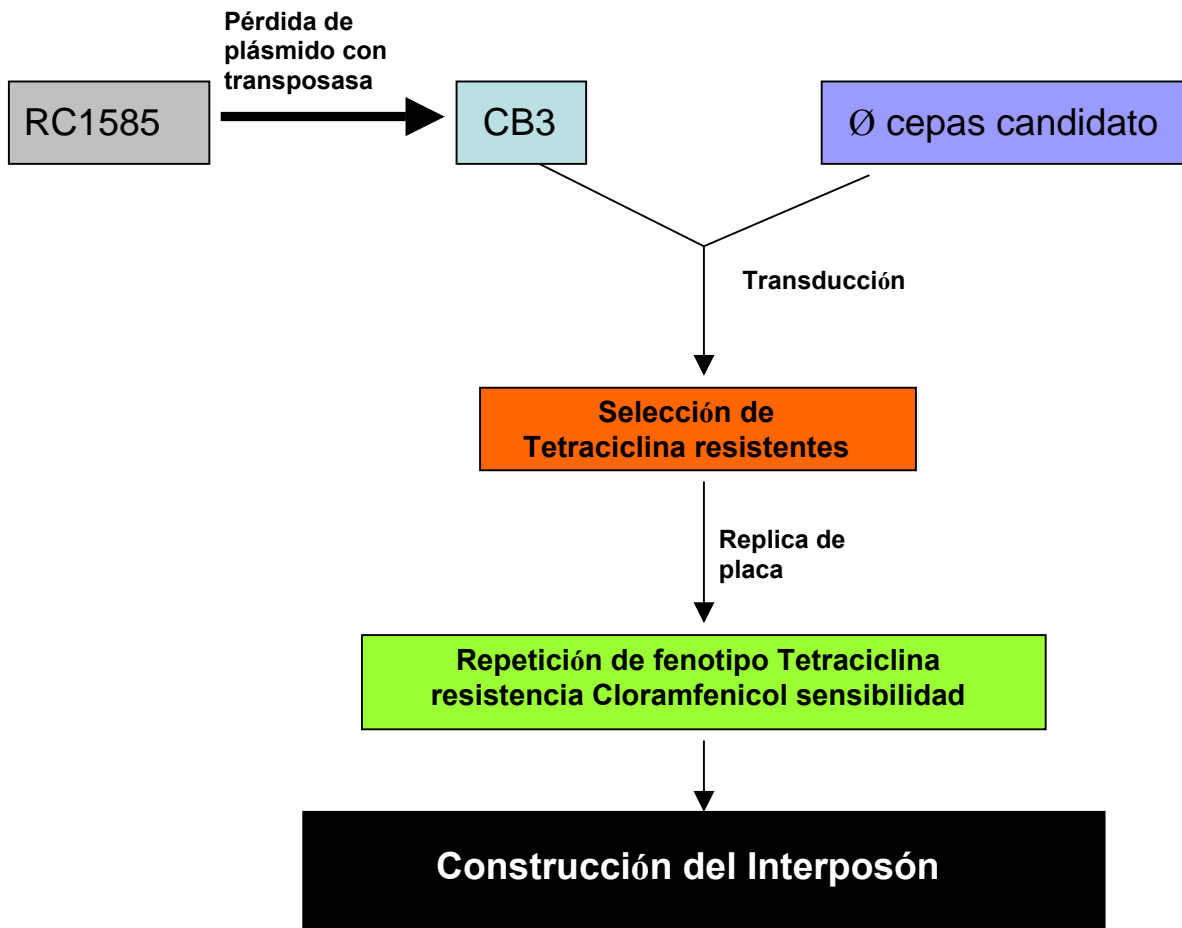 Pérdida de
plásmido con
transposasa
RC1585
CB3
Ø cepas candidato
Transducción
Selección de
Tetraciclina resistentes
Replica de
placa
Repetición de fenotipo Tetraciclina
resistencia Cloramfenicol sensibilidad
Construcción del Interposón